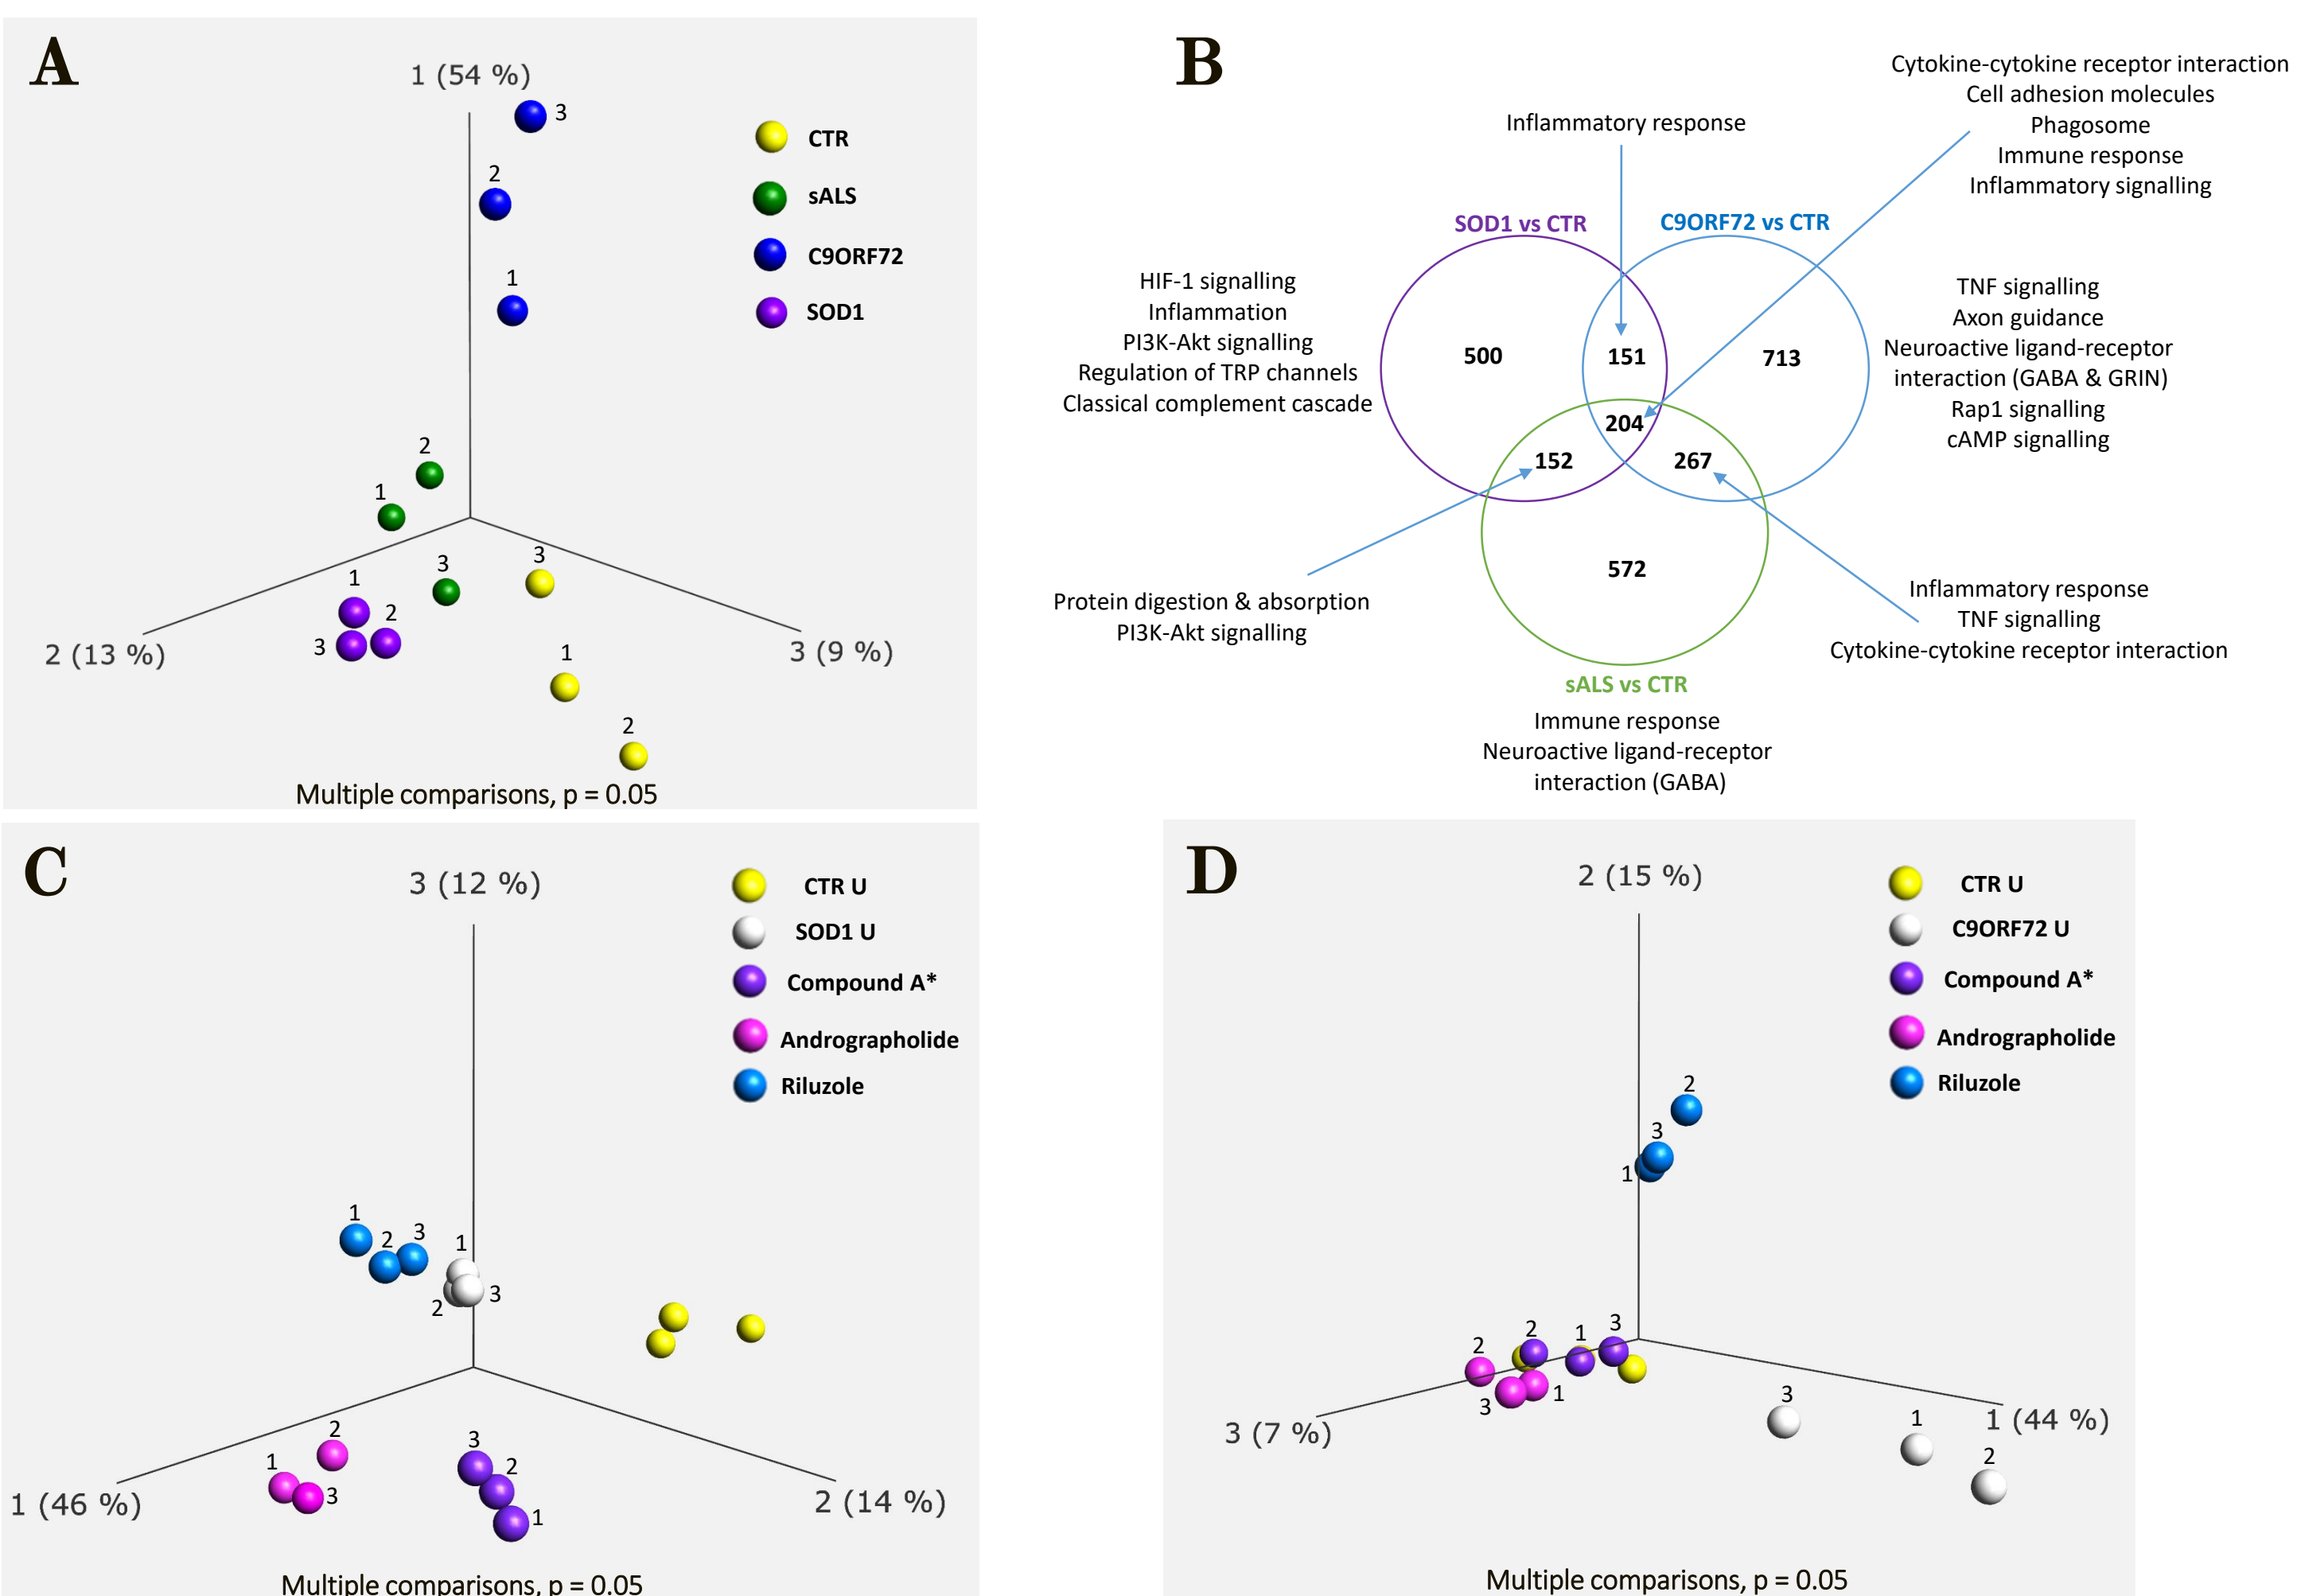 A
1 (54 %)
3
2
1
CTR
sALS
C9ORF72
SOD1
2
1
3
3
1
2
3
1
2
2 (13 %)
3 (9 %)
Multiple comparisons, p = 0.05
B
Inflammatory response
Cytokine-cytokine receptor interaction
Cell adhesion molecules
Phagosome
Immune response
Inflammatory signalling
SOD1 vs CTR
C9ORF72 vs CTR
HIF-1 signalling
Inflammation
PI3K-Akt signalling
Regulation of TRP channels
Classical complement cascade
500
151
713
204
152
267
572
TNF signalling
Axon guidance
Neuroactive ligand-receptor
interaction (GABA & GRIN)
Rap1 signalling
cAMP signalling
Protein digestion & absorption
PI3K-Akt signalling
Inflammatory response
TNF signalling
Cytokine-cytokine receptor interaction
sALS vs CTR
Immune response
Neuroactive ligand-receptor
interaction (GABA)
C
3 (12 %)
CTR U
SOD1 U
Compound A*
Andrographolide
Riluzole
1
2
3
1
2
3
2
1
3
3
2
1
1 (46 %)
2 (14 %)
Multiple comparisons, p = 0.05
D
2 (15 %)
CTR U
C9ORF72 U
Compound A*
Andrographolide
Riluzole
2
3
1
2
2
1
3
3
1
3
1
2
3 (7 %)
1 (44 %)
Multiple comparisons, p = 0.05